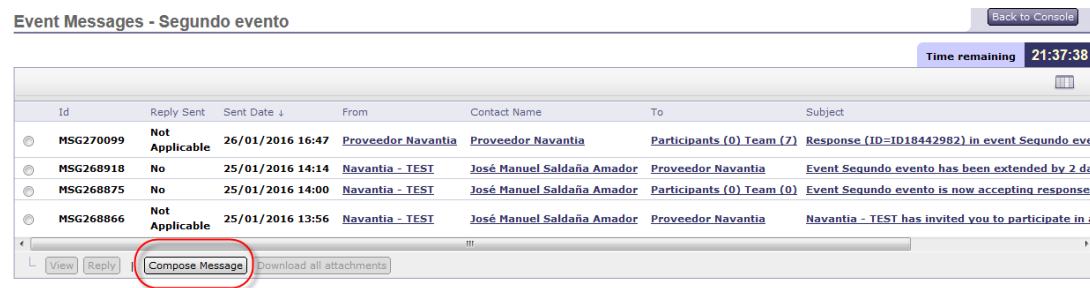 Event Messages - Segundo evento
Back to Console
Time remaining 21:37:38
Id Reply Sent Sent Date ↓ From Contact Name To Subject
MSG270099 Not Applicable 26/01/2016 16:47 Proveedor Navantia Proveedor Navantia Participants (0) Team (7) Response (ID=ID18442982) in event Segundo eve
MSG268918 No 25/01/2016 14:14 Navantia - TEST José Manuel Saldaña Amador Proveedor Navantia Event Segundo evento has been extended by 2 da
MSG268875 No 25/01/2016 14:00 Navantia - TEST José Manuel Saldaña Amador Participants (0) Team (0) Event Segundo evento is now accepting response
MSG268866 Not Applicable 25/01/2016 13:56 Navantia - TEST José Manuel Saldaña Amador Proveedor Navantia Navantia - TEST has invited you to participate in a
View Reply | Compose Message Download all attachments